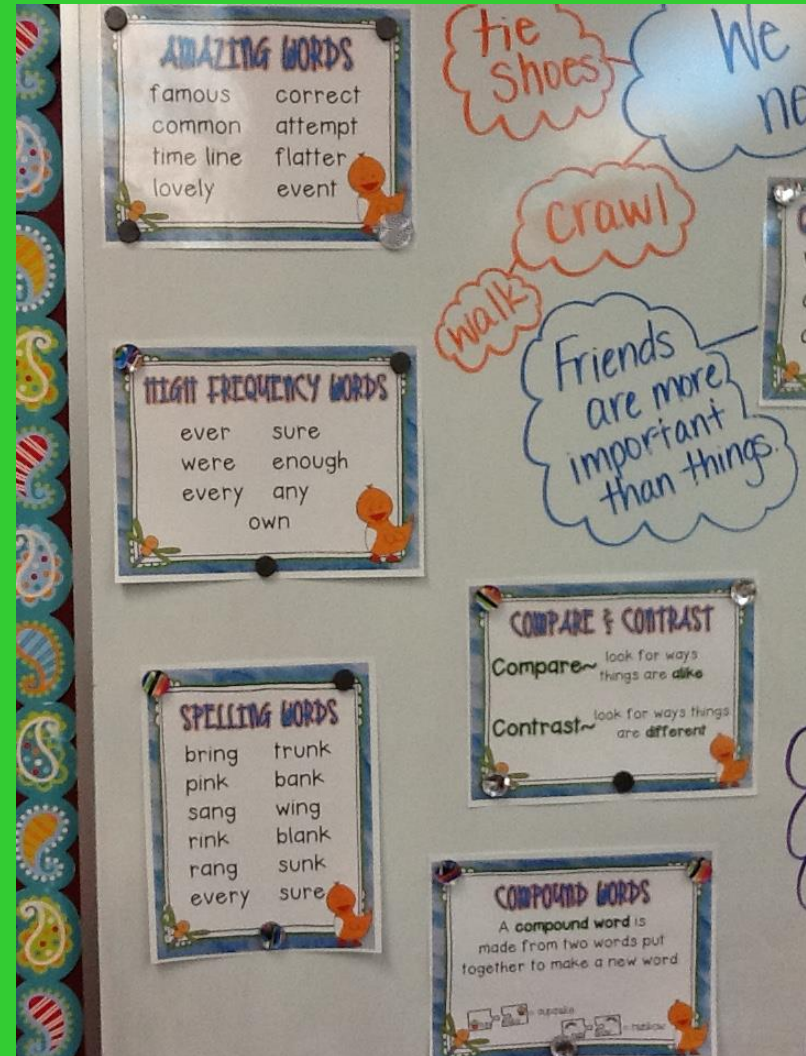 AMAZING WORDS
famous correct
common attempt
time line flatter
lovely event
HIGH FREQUENCY WORDS
ever sure
were enough
every any
own
SPELLING WORDS
bring trunk
pink bank
sang wing
rink blank
rang sunk
every sure
tie
shoes
We
ne
crawl
walk
Friends
are more
important
than things.
COMPARE & CONTRAST
Compare~ look for ways
things are alike
Contrast~ look for ways things
are different
COMPOUND WORDS
A compound word is
made from two words put
together to make a new word
= cupcake
= rainbow